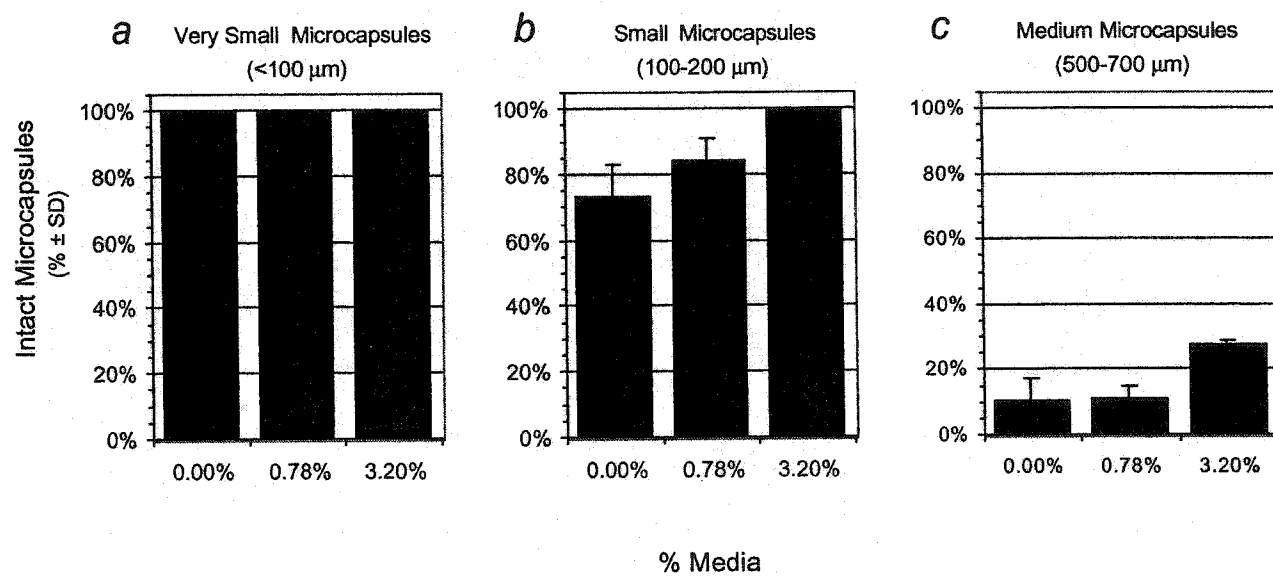 a Very Small Microcapsules
(<100 µm)
b Small Microcapsules
(100-200 µm)
c Medium Microcapsules
(500-700 µm)
Intact Microcapsules
(% ± SD)
100%
80%
60%
40%
20%
0%
0.00% 0.78% 3.20%
100%
80%
60%
40%
20%
0%
0.00% 0.78% 3.20%
100%
80%
60%
40%
20%
0%
0.00% 0.78% 3.20%
% Media